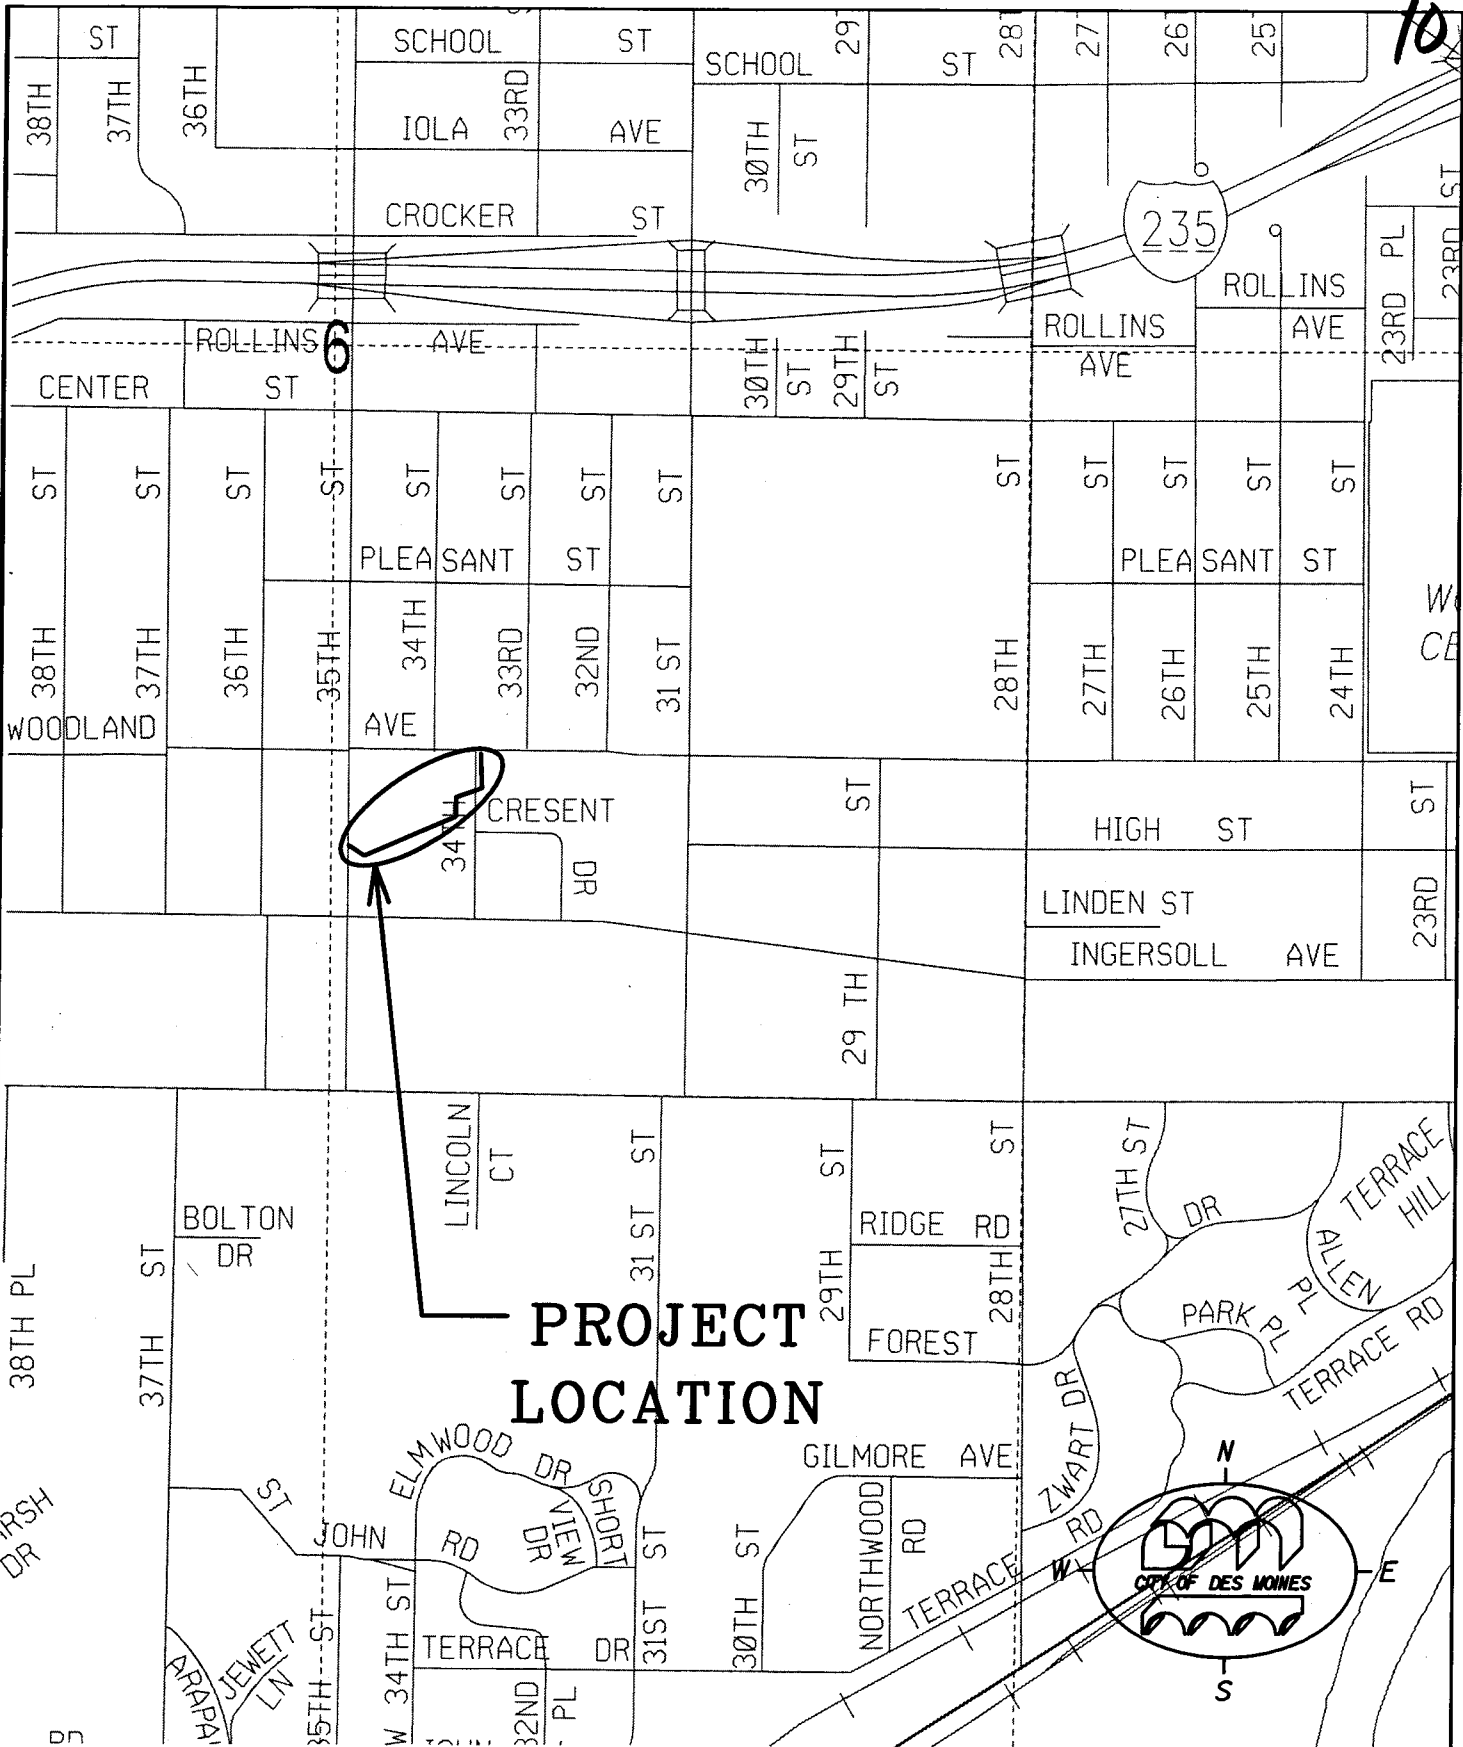 10
ST
SCHOOL ST
SCHOOL ST
29
28
27
26
25
38TH
37TH
36TH
33RD
IOLA AVE
30TH ST
CROCKER ST
235
23RD PL
23RD ST
ROLLINS AVE
ROLLINS AVE
ROLLINS AVE
6
CENTER ST
30TH ST
29TH ST
38TH ST
37TH ST
36TH ST
35TH ST
34TH ST
33RD ST
32ND ST
31 ST ST
28TH ST
27TH ST
26TH ST
25TH ST
24TH ST
PLEASANT ST
PLEASANT ST
WOODLAND AVE
CRESENT DR
34TH
29 TH ST
HIGH ST
LINDEN ST
INGERSOLL AVE
23RD ST
LINCOLN CT
31 ST ST
29TH ST
28TH ST
27TH ST
BOLTON DR
38TH PL
37TH ST
RIDGE RD
FOREST
DR
TERRACE HILL
ALLEN PL
PARK PL
TERRACE RD
ZWART DR
PROJECT
LOCATION
ELMWOOD DR
VIEW DR
SHORT
GILMORE AVE
NORTHWOOD RD
TERRACE RD
ST
JOHN RD
31ST ST
30TH ST
TERRACE DR
32ND PL
W 34TH ST
35TH ST
JEWETT LN
DR
N
W
E
S
CITY OF DES MOINES